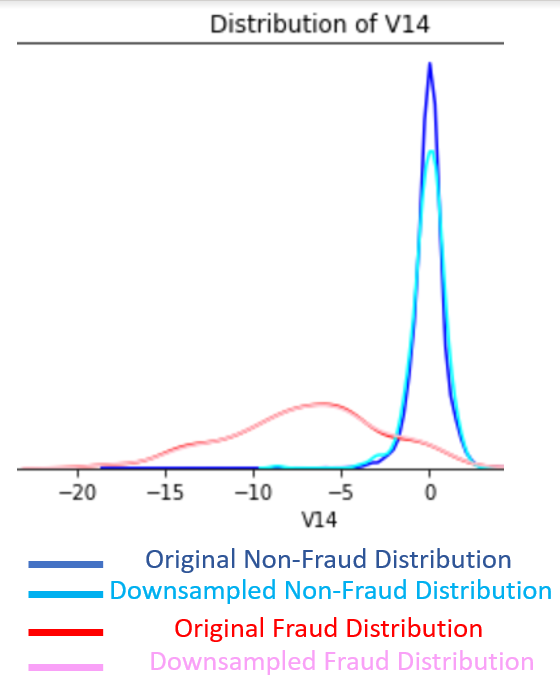 Distribution of V14
−20 −15 −10 −5 0
V14
Original Non-Fraud Distribution
Downsampled Non-Fraud Distribution
Original Fraud Distribution
Downsampled Fraud Distribution